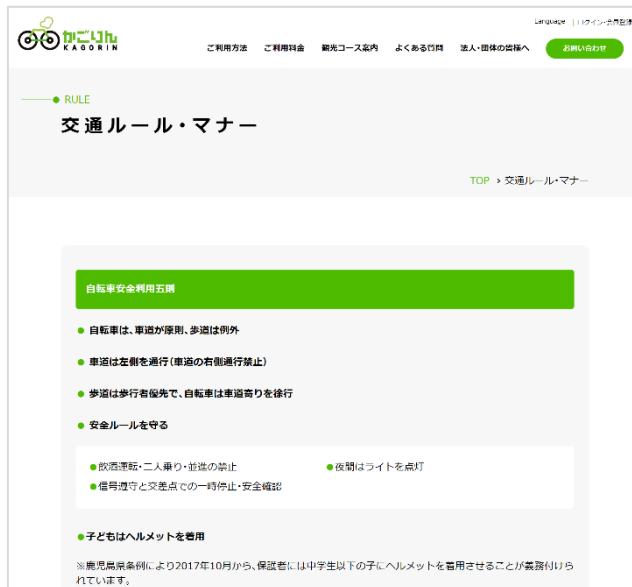 かごりん
KAGORIN
Language | ログイン・会員登録
ご利用方法 ご利用料金 観光コース案内 よくある質問 法人・団体の皆様へ お問い合わせ
RULE
交通ルール・マナー
TOP › 交通ルール・マナー
自転車安全利用五則
● 自転車は、車道が原則、歩道は例外
● 車道は左側を通行（車道の右側通行禁止）
● 歩道は歩行者優先で、自転車は車道寄りを徐行
● 安全ルールを守る
●飲酒運転・二人乗り・並進の禁止 ●夜間はライトを点灯
●信号遵守と交差点での一時停止・安全確認
●子どもはヘルメットを着用
※鹿児島県条例により2017年10月から、保護者には中学生以下の子にヘルメットを着用させることが義務付けら
れています。